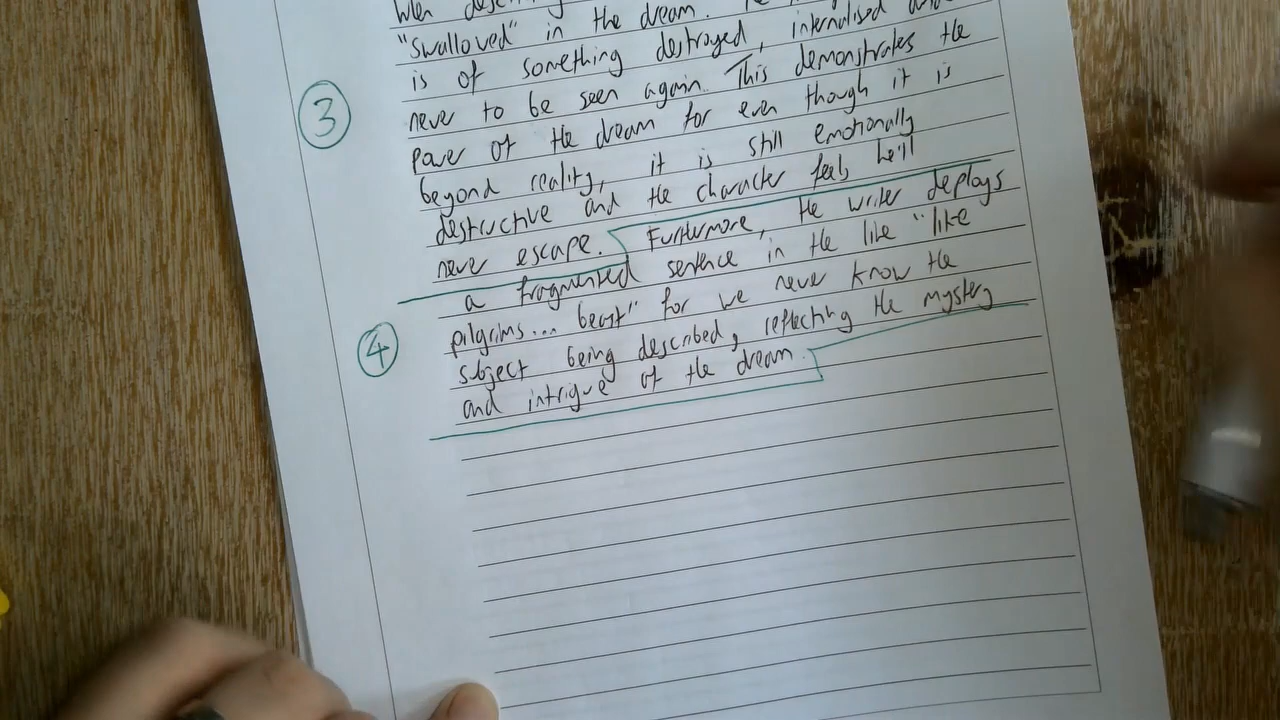 When
"swallowed" in the dream.
is of something destroyed, internalised
never to be seen again. This demonstrates the
power of the dream for even though it is
beyond reality, it is still emotionally
destructive and the character feels he'll
never escape. Furthermore, the writer deploys
a fragmented sentence in the like "like
pilgrims... beast" for we never know the
subject being described, reflecting the mystery
and intrigue of the dream.
3
4